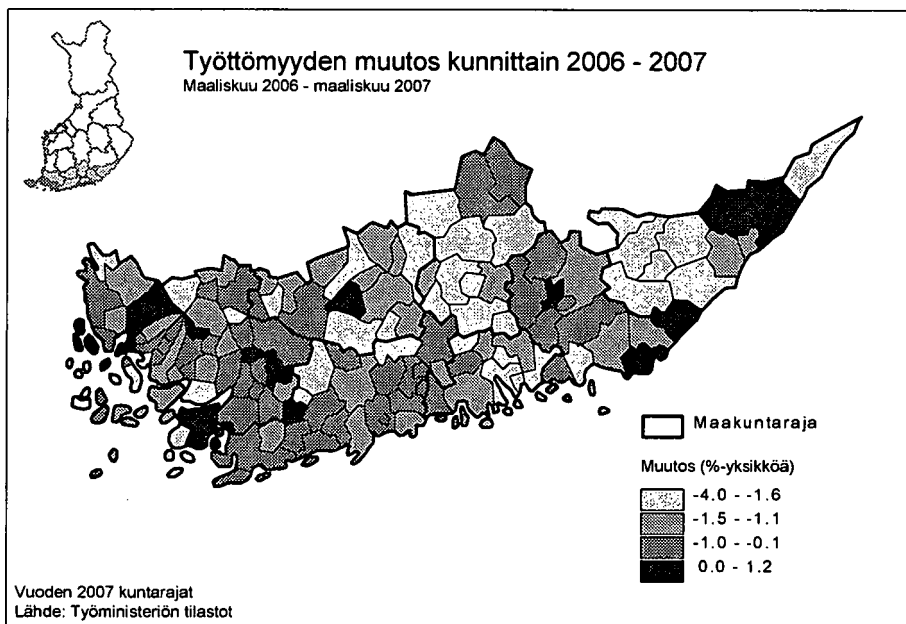 Työttömyyden muutos kunnittain 2006 - 2007
Maaliskuu 2006 - maaliskuu 2007
Maakuntaraja
Muutos (%-yksikköä)
-4.0 - -1.6
-1.5 - -1.1
-1.0 - -0.1
0.0 - 1.2
Vuoden 2007 kuntarajat
Lähde: Työministeriön tilastot